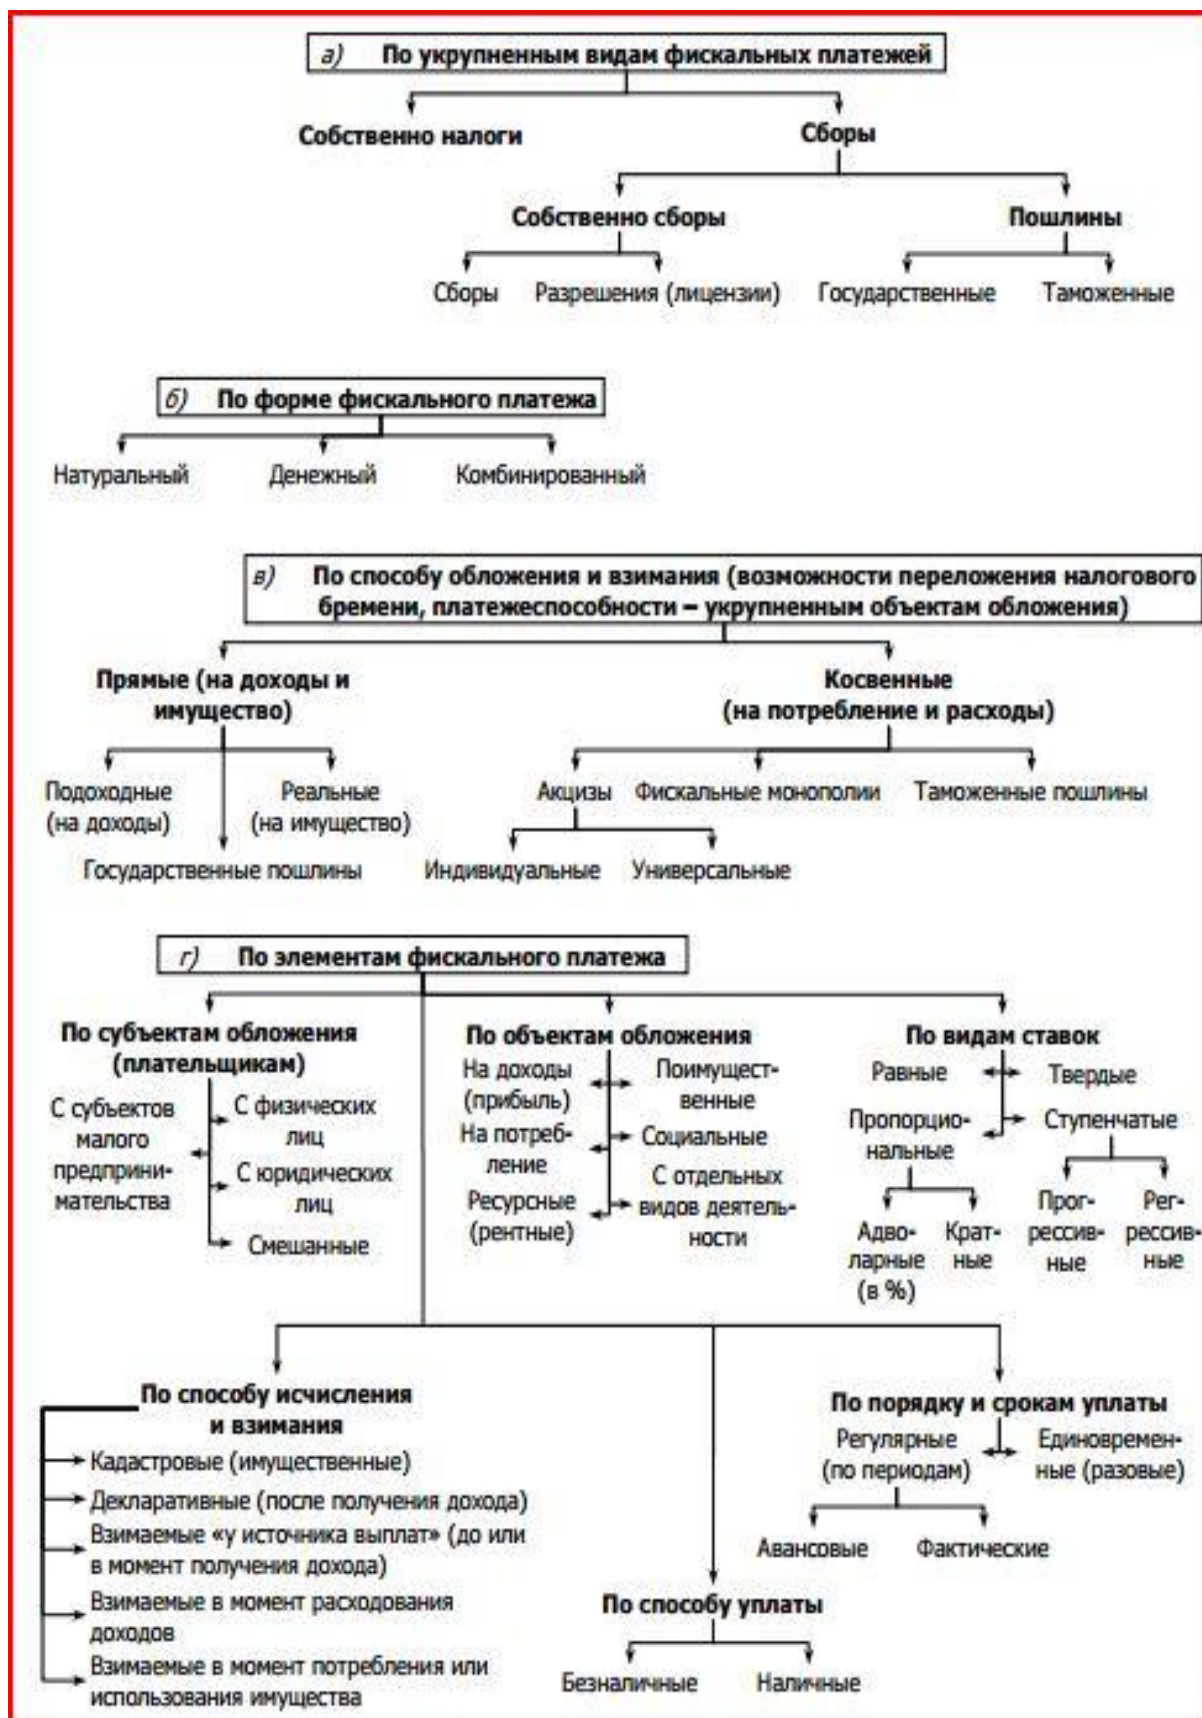 а) По укрупненным видам фискальных платежей
Собственно налоги
Сборы
Собственно сборы
Пошлины
Сборы
Разрешения (лицензии)
Государственные
Таможенные
б) По форме фискального платежа
Натуральный
Денежный
Комбинированный
в) По способу обложения и взимания (возможности переложения налогового
бремени, платежеспособности – укрупненным объектам обложения)
Прямые (на доходы и
имущество)
Косвенные
(на потребление и расходы)
Подоходные
(на доходы)
Реальные
(на имущество)
Государственные пошлины
Акцизы
Фискальные монополии
Таможенные пошлины
Индивидуальные
Универсальные
г) По элементам фискального платежа
По субъектам обложения
(плательщикам)
С субъектов
малого
предприни-
мательства
С физических
лиц
С юридических
лиц
Смешанные
По объектам обложения
На доходы
(прибыль)
Поимущест-
венные
На потреб-
ление
Социальные
Ресурсные
(рентные)
С отдельных
видов деятель-
ности
По видам ставок
Равные
Твердые
Пропорцио-
нальные
Ступенчатые
Адво-
ларные
(в %)
Крат-
ные
Прог-
рессив-
ные
Рег-
рессив-
ные
По способу исчисления
и взимания
Кадастровые (имущественные)
Декларативные (после получения дохода)
Взимаемые «у источника выплат» (до или
в момент получения дохода)
Взимаемые в момент расходования
доходов
Взимаемые в момент потребления или
использования имущества
По порядку и срокам уплаты
Регулярные
(по периодам)
Единовремен-
ные (разовые)
Авансовые
Фактические
По способу уплаты
Безналичные
Наличные